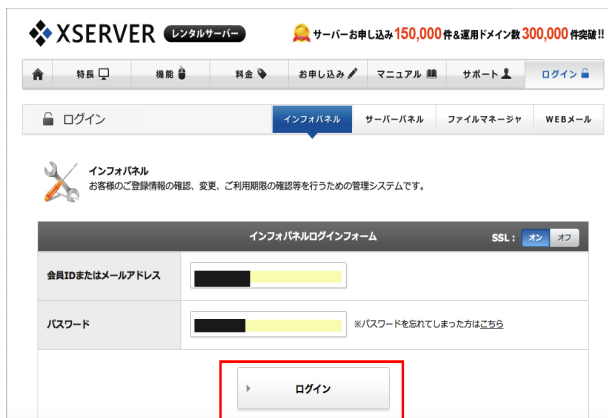 XSERVER レンタルサーバー
サーバーお申し込み150,000件&運用ドメイン数300,000件突破!!
特長 機能 料金 お申し込み マニュアル サポート ログイン
ログイン
インフォパネル サーバーパネル ファイルマネージャ WEBメール
インフォパネル
お客様のご登録情報の確認、変更、ご利用期限の確認等を行うための管理システムです。
インフォパネルログインフォーム SSL: オン オフ
会員IDまたはメールアドレス
パスワード ※パスワードを忘れてしまった方はこちら
ログイン